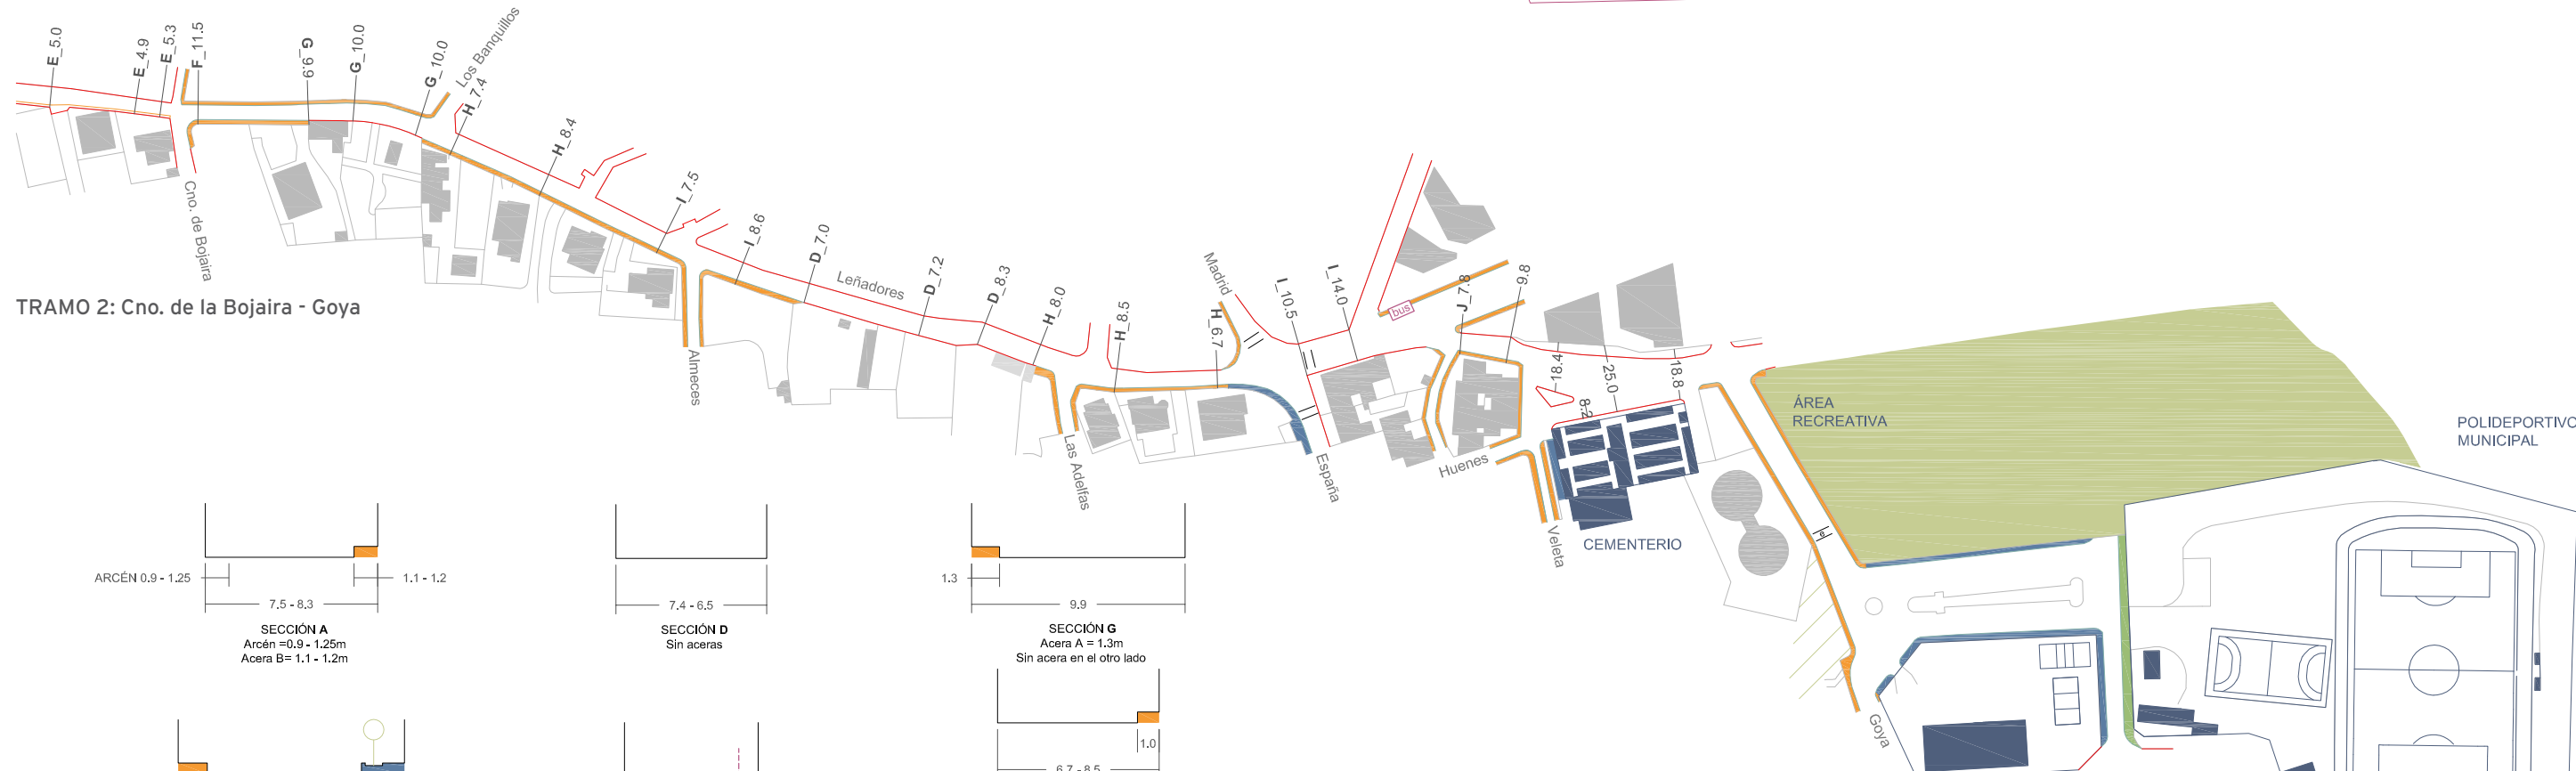 E_5.0
E_4.9
E_5.3
F_11.5
G_9.9
G_10.0
G_10.0
Los Banquillos
H_7.4
H_8.4
I_7.5
I_8.6
D_7.0
Leñadores
D_7.2
D_8.3
H_8.0
H_8.5
Madrid
H_6.7
I_10.5
I_14.0
bus
J_7.8
9.8
18.4
25.0
18.8
8.2
Cno. de Bojaira
TRAMO 2: Cno. de la Bojaira - Goya
Almeces
Las Adelfas
España
Huenes
Veleta
CEMENTERIO
ÁREA
RECREATIVA
POLIDEPORTIVO
MUNICIPAL
Goya
ARCÉN 0.9 - 1.25
1.1 - 1.2
7.5 - 8.3
SECCIÓN A
Arcén =0.9 - 1.25m
Acera B= 1.1 - 1.2m
7.4 - 6.5
SECCIÓN D
Sin aceras
1.3
9.9
SECCIÓN G
Acera A = 1.3m
Sin acera en el otro lado
1.0
6.7 - 8.5